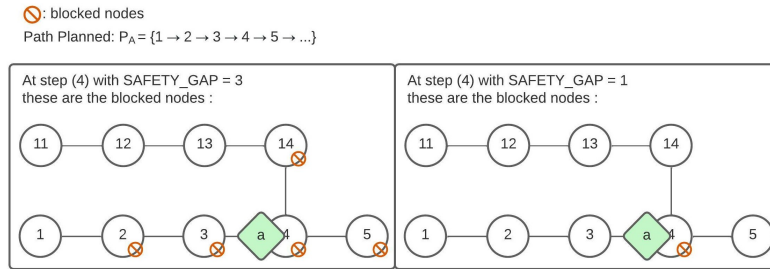 : blocked nodes
Path Planned: PA = {1 → 2 → 3 → 4 → 5 → ...}
At step (4) with SAFETY_GAP = 3
these are the blocked nodes :
11 12 13 14
1 2 3 a 4 5
At step (4) with SAFETY_GAP = 1
these are the blocked nodes :
11 12 13 14
1 2 3 a 4 5